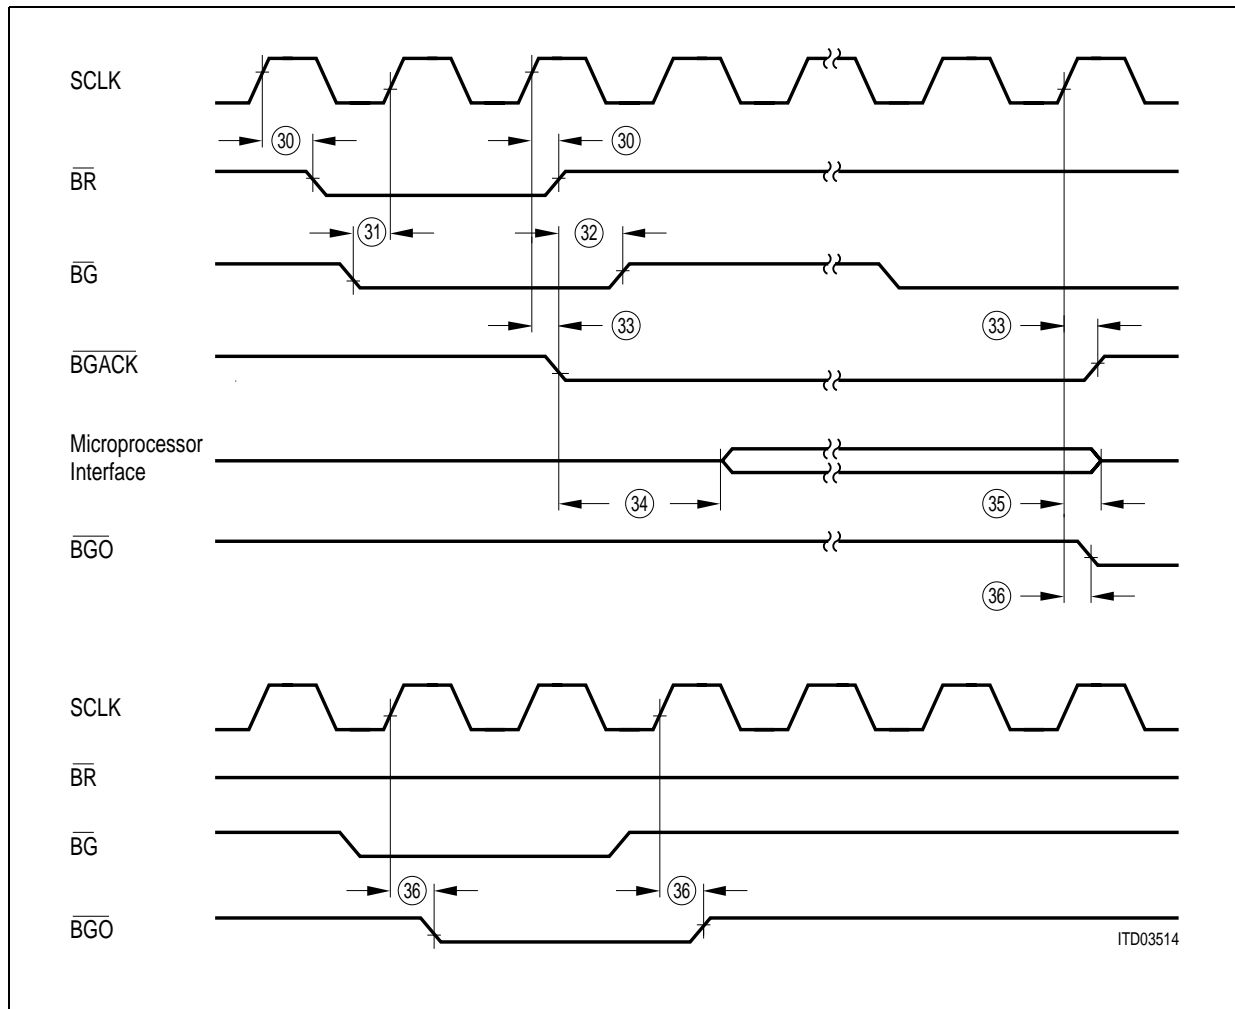 SCLK
30 30
BR
31 32
BG
33 33
BGACK
Microprocessor
Interface
34 35
BGO
36
SCLK
BR
BG
36 36
BGO
ITD03514